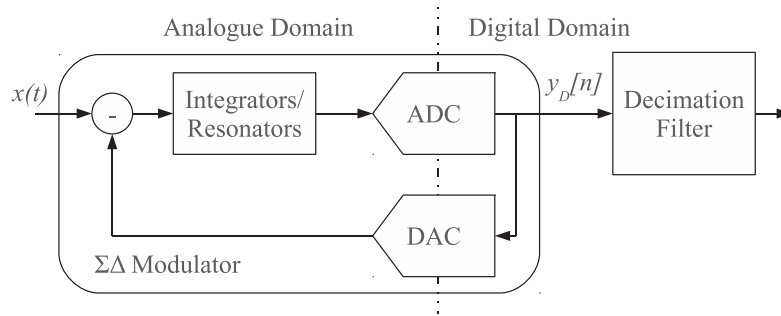 Analogue Domain
Digital Domain
x(t)
-
Integrators/
Resonators
ADC
y_D[n]
Decimation
Filter
DAC
ΣΔ Modulator